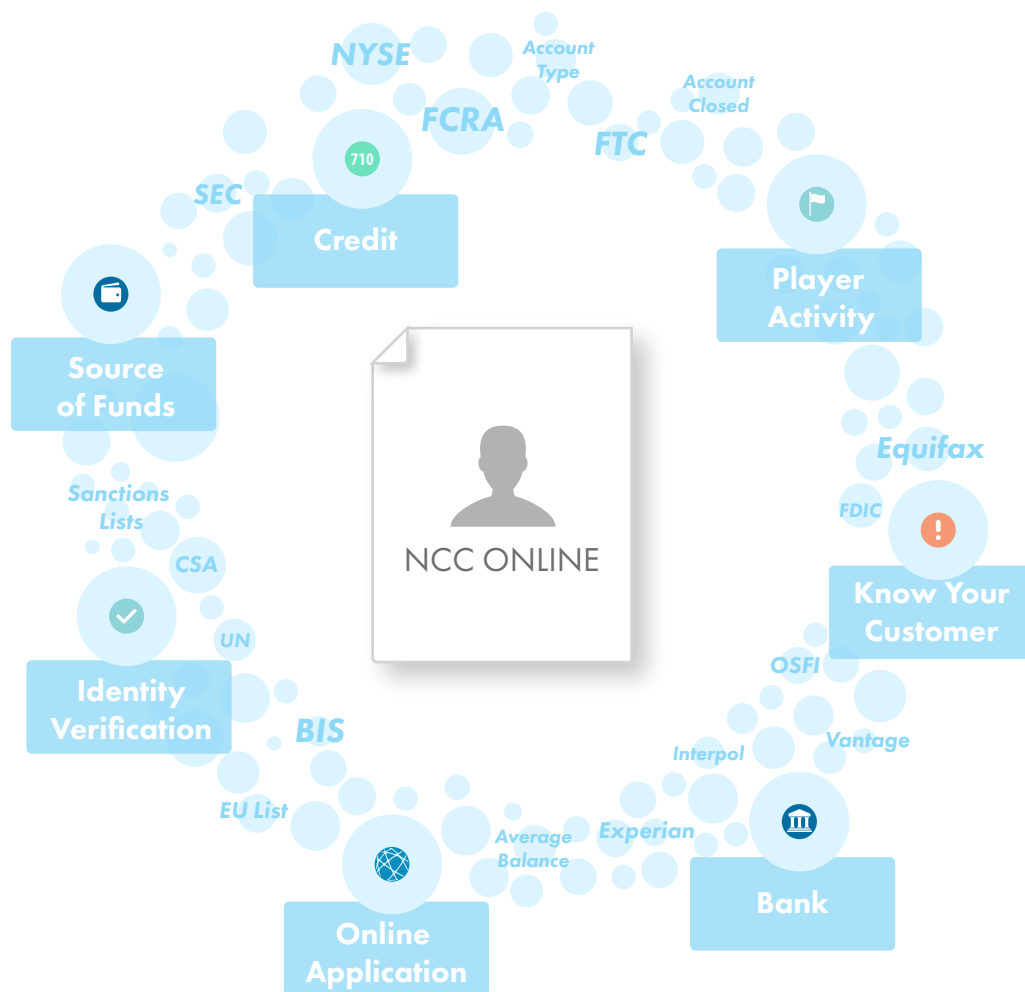 NYSE
Account
Type
Account
Closed
FCRA
FTC
710
SEC
Credit
Player
Activity
Source
of Funds
Equifax
Sanctions
Lists
FDIC
NCC ONLINE
CSA
Know Your
Customer
UN
OSFI
Identity
Verification
BIS
Vantage
Interpol
EU List
Experian
Average
Balance
Bank
Online
Application